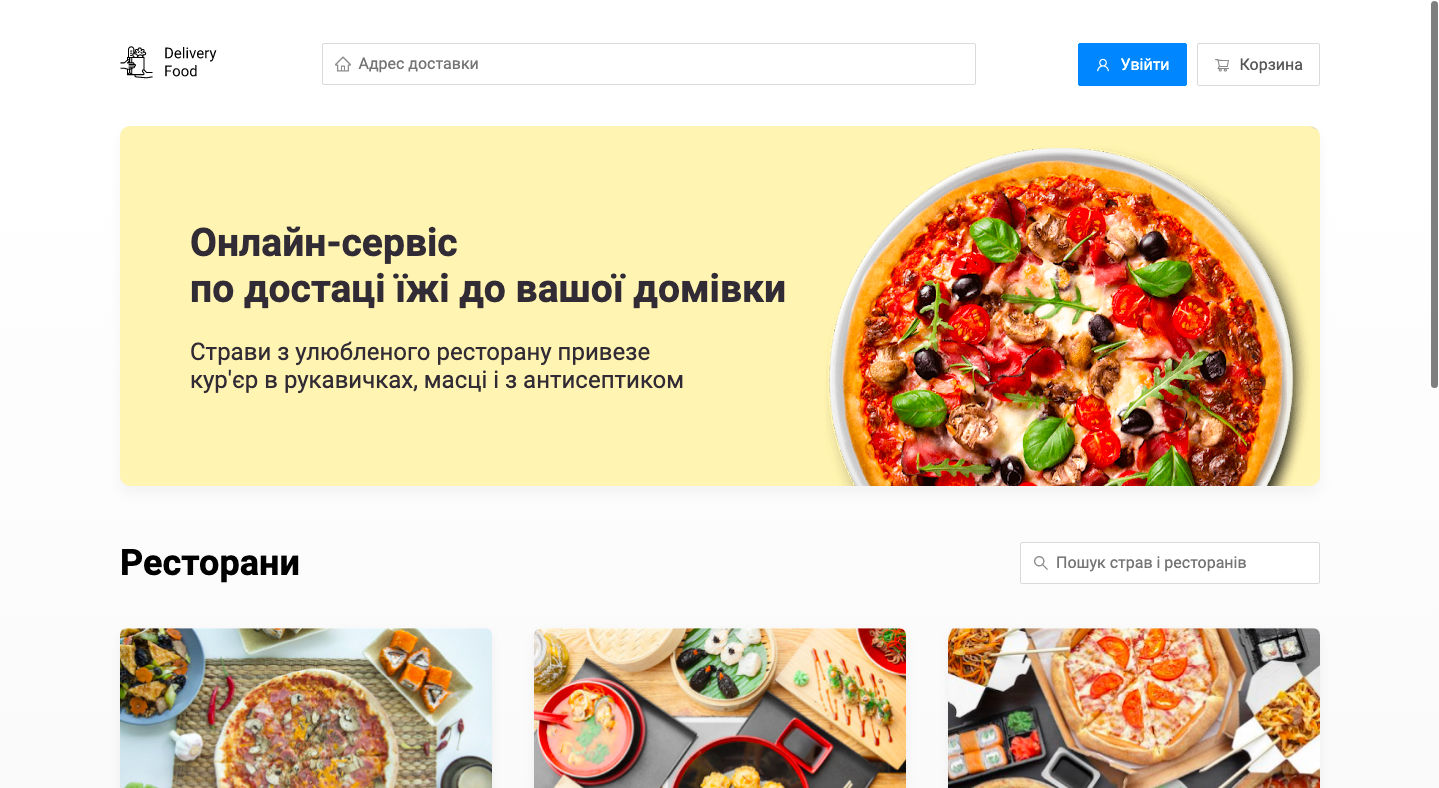 Delivery
Food
Адрес доставки
Увійти
Корзина
Онлайн-сервіс
по достаці їжі до вашої домівки
Страви з улюбленого ресторану привезе
кур'єр в рукавичках, масці і з антисептиком
Ресторани
Пошук страв і ресторанів